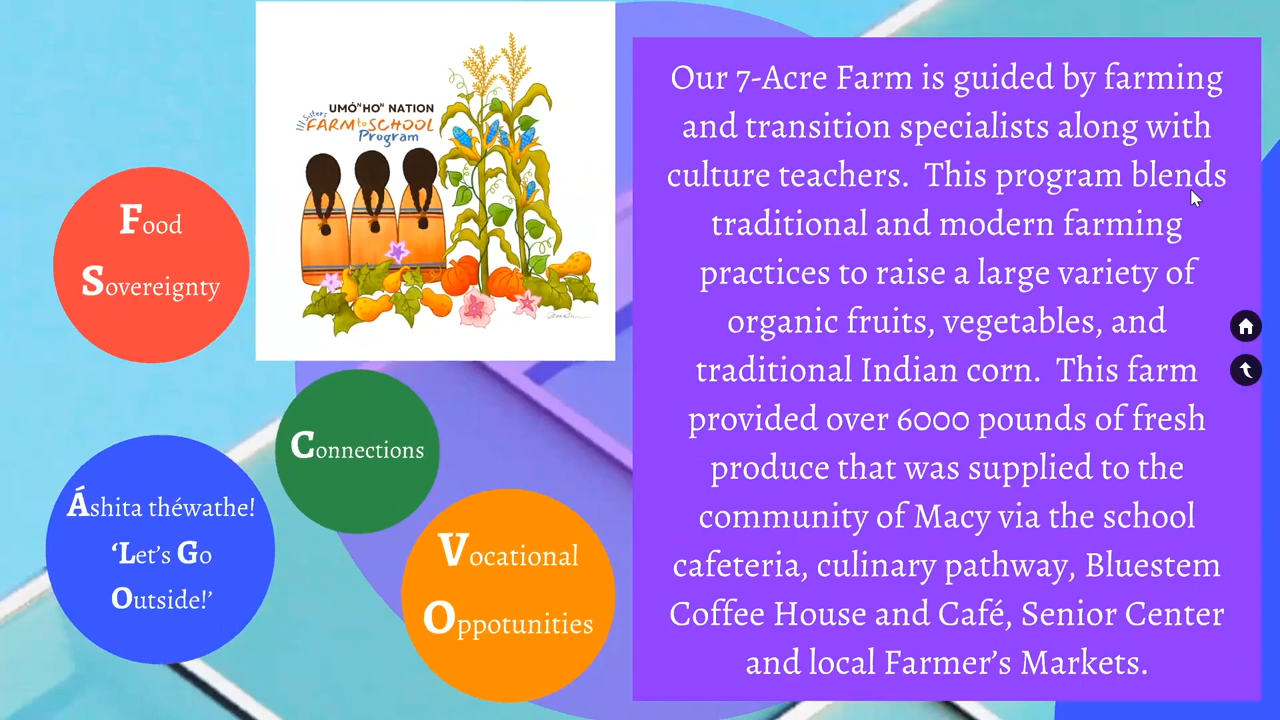 UMÓⁿHOⁿ NATION
III Sisters
FARM to SCHOOL
Program
Food
Sovereignty
Connections
Áshita théwathe!
‘Let’s Go
Outside!’
Vocational
Oppotunities
Our 7-Acre Farm is guided by farming
and transition specialists along with
culture teachers.  This program blends
traditional and modern farming
practices to raise a large variety of
organic fruits, vegetables, and
traditional Indian corn.  This farm
provided over 6000 pounds of fresh
produce that was supplied to the
community of Macy via the school
cafeteria, culinary pathway, Bluestem
Coffee House and Café, Senior Center
and local Farmer’s Markets.